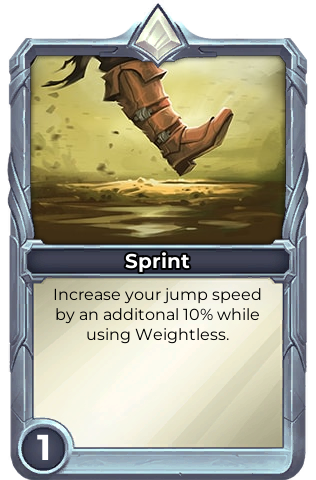 Sprint
Increase your jump speed
by an additonal 10% while
using Weightless.
1